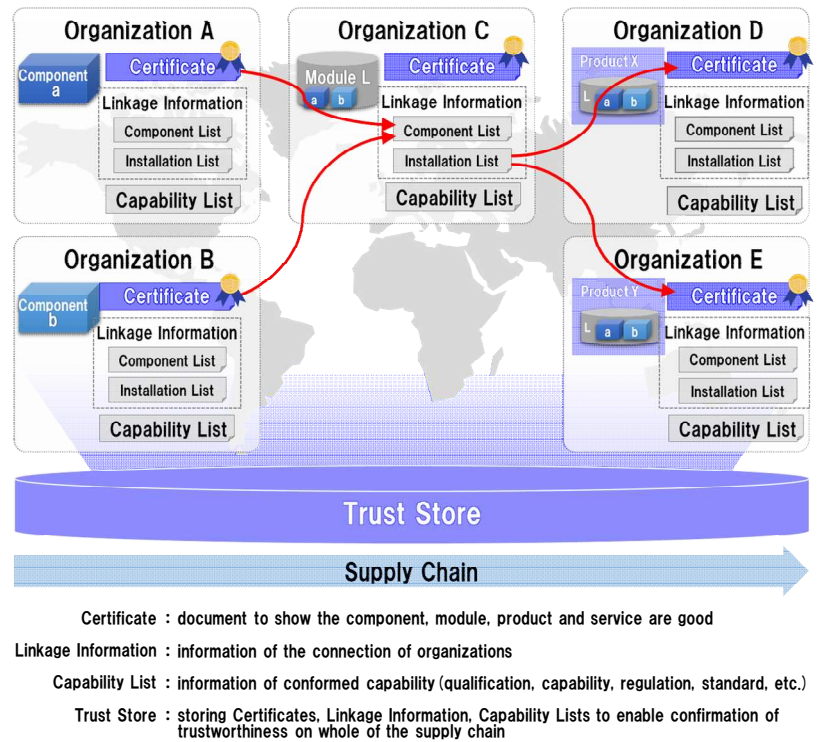 Organization A
Component
a
Certificate
Linkage Information
Component List
Installation List
Capability List
Organization C
Module L
a b
Certificate
Linkage Information
Component List
Installation List
Capability List
Organization D
Product X
L a b
Certificate
Linkage Information
Component List
Installation List
Capability List
Organization B
Component
b
Certificate
Linkage Information
Component List
Installation List
Capability List
Organization E
Product Y
L a b
Certificate
Linkage Information
Component List
Installation List
Capability List
Trust Store
Supply Chain
Certificate : document to show the component, module, product and service are good
Linkage Information : information of the connection of organizations
Capability List : information of conformed capability (qualification, capability, regulation, standard, etc.)
Trust Store : storing Certificates, Linkage Information, Capability Lists to enable confirmation of
trustworthiness on whole of the supply chain